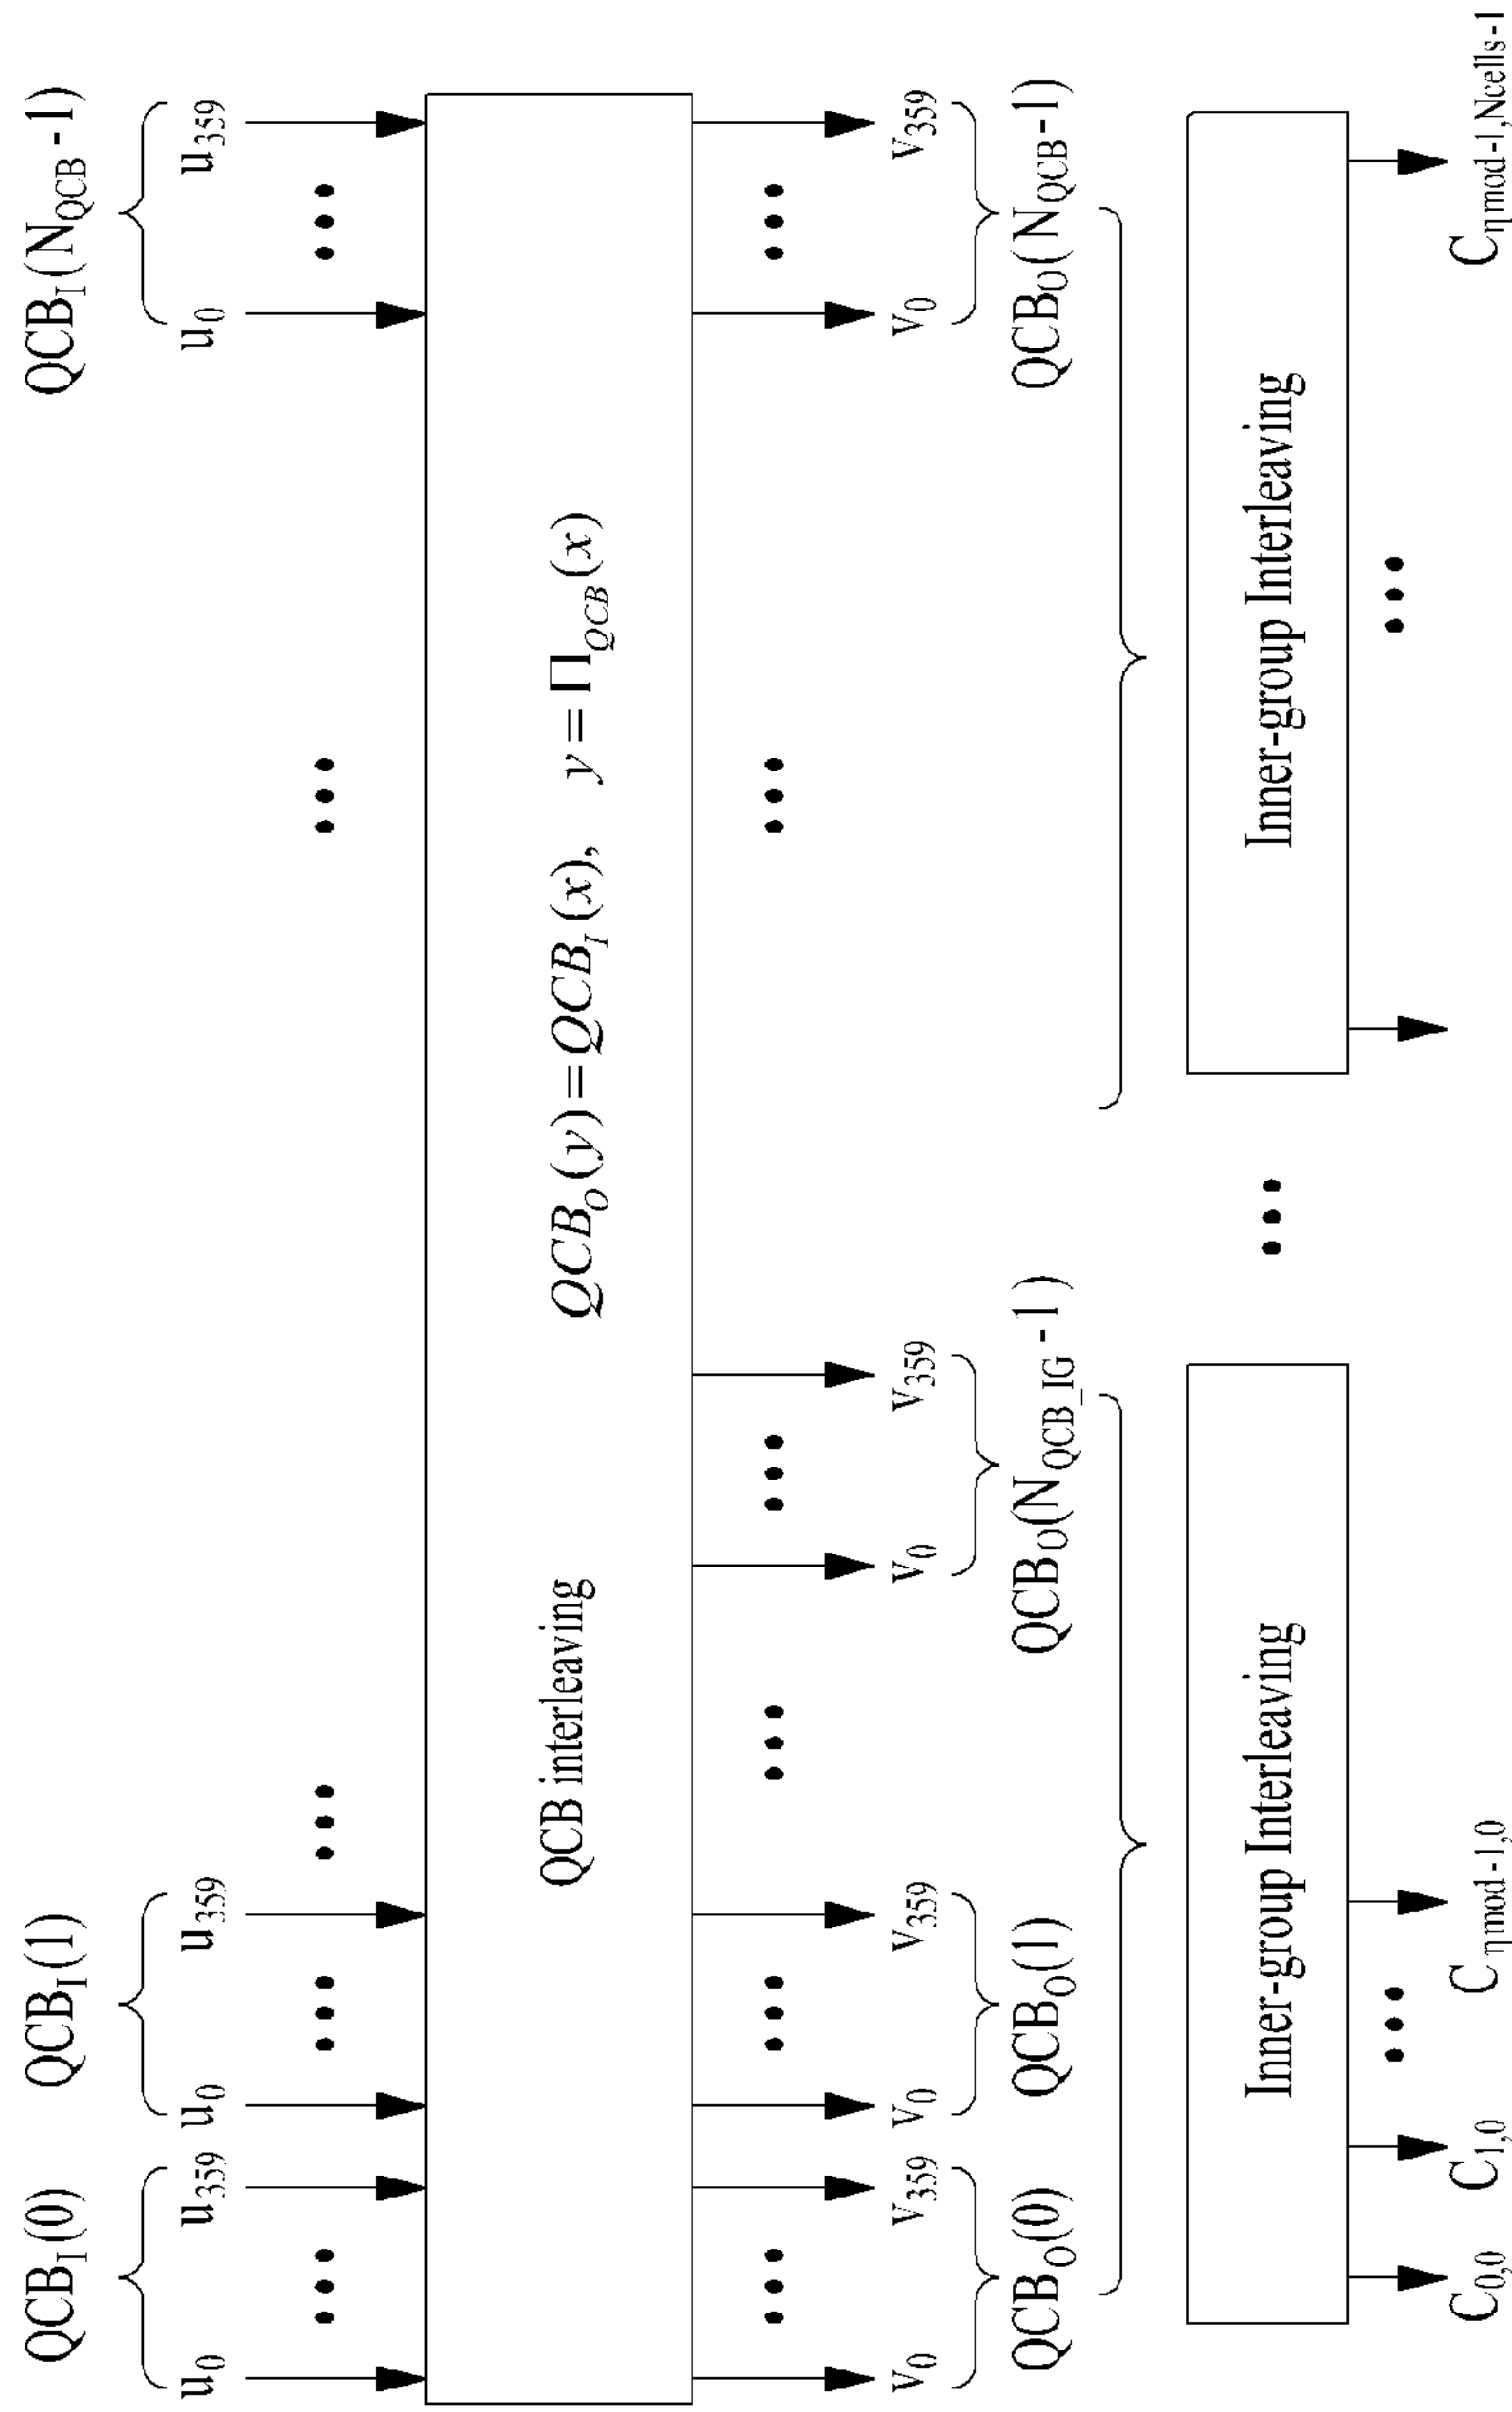 QCB_I(0) QCB_I(1) QCB_I(N_QCB-1)
u_0 ••• u_359 u_0 ••• u_359 ••• ••• u_0 ••• u_359
QCB interleaving QCB_O(y)=QCB_I(x), y=Π_QCB(x)
••• ••• ••• ••• ••• •••
v_0 v_359 v_0 v_359 v_0 v_359 v_0 v_359
QCB_O(0) QCB_O(1) QCB_O(N_QCB_IG-1) QCB_O(N_QCB-1)
Inner-group Interleaving ••• Inner-group Interleaving
••• •••
C_0,0 C_1,0 C_ηmod-1,0 C_ηmod-1,Ncells-1